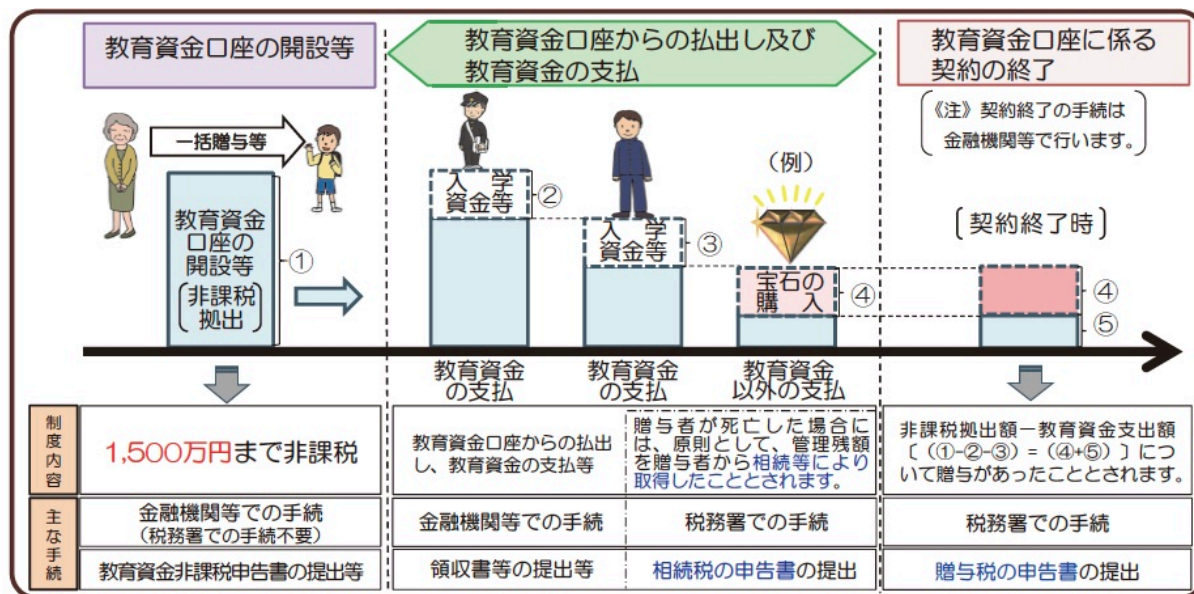 教育資金口座の開設等
教育資金口座からの払出し及び
教育資金の支払
教育資金口座に係る
契約の終了
《注》契約終了の手続は
金融機関等で行います。
一括贈与等
教育資金
口座の
開設等
非課税
拠出
①
入　学
資金等
②
入　学
資金等
③
（例）
宝石の
購　入
④
〔契約終了時〕
④
⑤
教育資金
の支払
教育資金
の支払
教育資金
以外の支払
制度内容
1,500万円まで非課税
教育資金口座からの払出
し、教育資金の支払等
贈与者が死亡した場合に
は、原則として、管理残額
を贈与者から相続等により
取得したこととされます。
非課税拠出額－教育資金支出額
〔（①-②-③）＝（④+⑤）〕につ
いて贈与があったこととされます。
主な手続
金融機関等での手続
（税務署での手続不要）
金融機関等での手続
税務署での手続
税務署での手続
教育資金非課税申告書の提出等
領収書等の提出等
相続税の申告書の提出
贈与税の申告書の提出